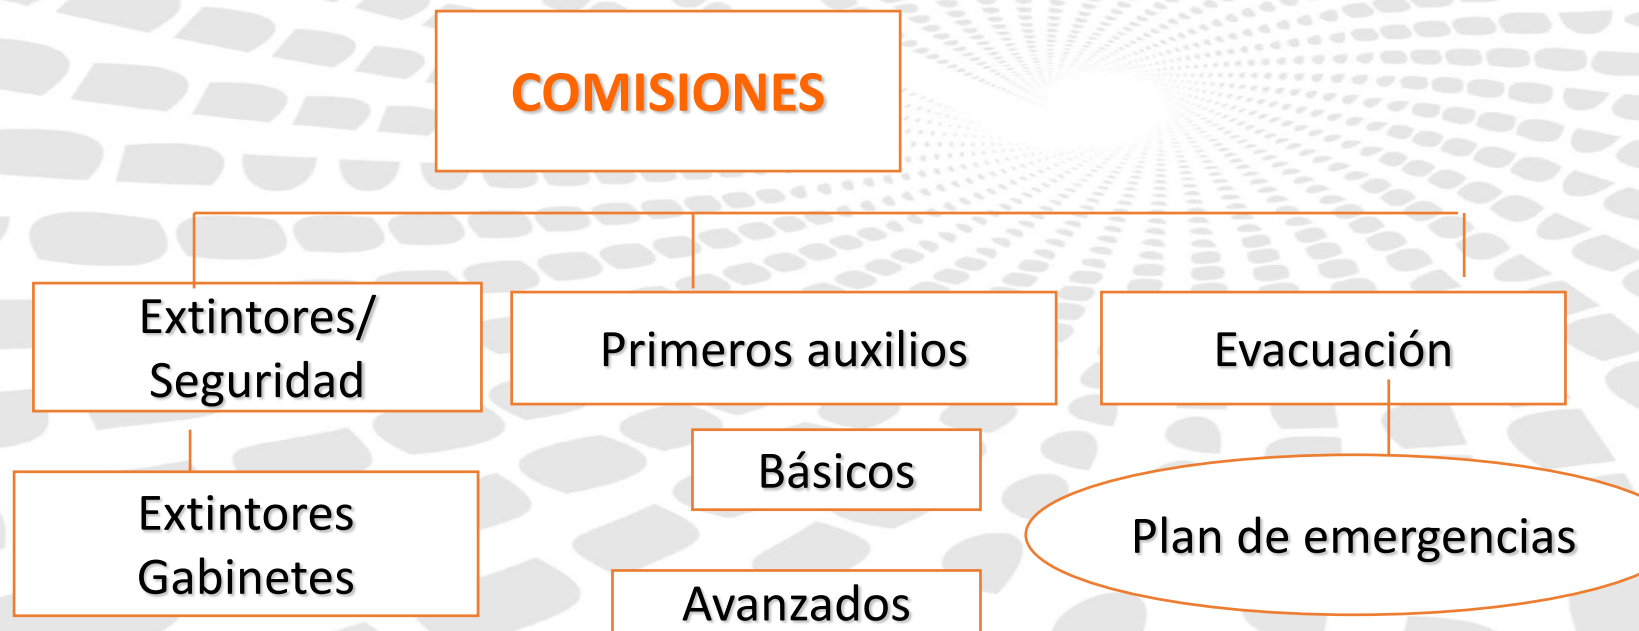 COMISIONES
Extintores/
Seguridad
Primeros auxilios
Evacuación
Extintores
Gabinetes
Básicos
Avanzados
Plan de emergencias